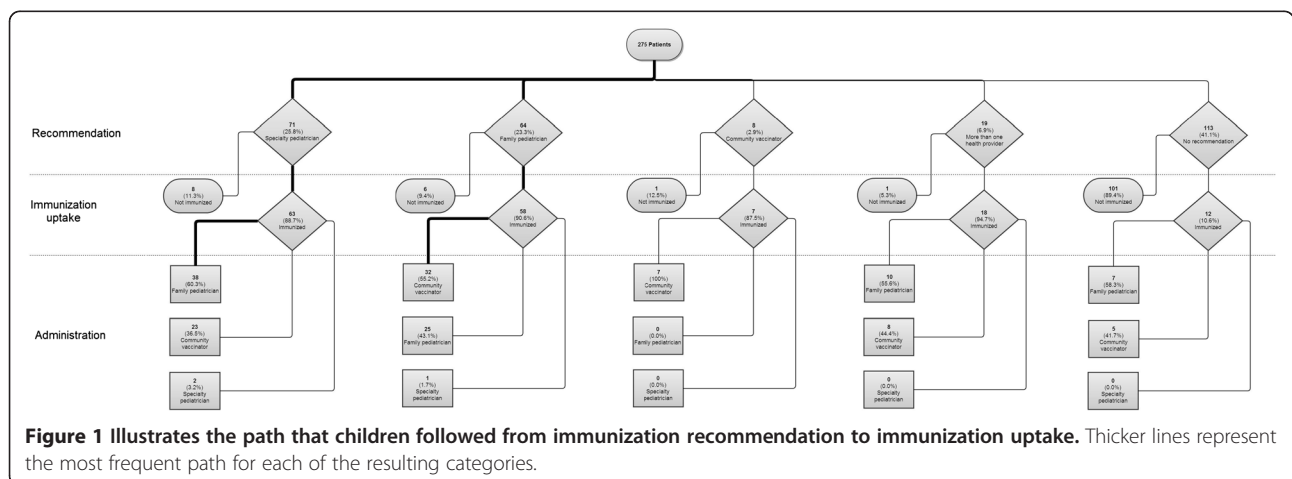 275 Patients
Recommendation
71
(25.8%)
Specialty pediatrician
64
(23.3%)
Family pediatrician
8
(2.9%)
Community vaccinator
19
(6.9%)
More than one
health provider
113
(41.1%)
No recommendation
Immunization
uptake
8
(11.3%)
Not immunized
63
(88.7%)
Immunized
6
(9.4%)
Not immunized
58
(90.6%)
Immunized
1
(12.5%)
Not immunized
7
(87.5%)
Immunized
1
(5.3%)
Not immunized
18
(94.7%)
Immunized
101
(89.4%)
Not immunized
12
(10.6%)
Immunized
Administration
38
(60.3%)
Family pediatrician
32
(55.2%)
Community
vaccinator
7
(100%)
Community
vaccinator
10
(55.6%)
Family pediatrician
7
(58.3%)
Family pediatrician
23
(36.5%)
Community
vaccinator
25
(43.1%)
Family pediatrician
0
(0.0%)
Family pediatrician
8
(44.4%)
Community
vaccinator
5
(41.7%)
Community
vaccinator
2
(3.2%)
Specialty
pediatrician
1
(1.7%)
Specialty
pediatrician
0
(0.0%)
Specialty
pediatrician
0
(0.0%)
Specialty
pediatrician
0
(0.0%)
Specialty
pediatrician
Figure 1 Illustrates the path that children followed from immunization recommendation to immunization uptake. Thicker lines represent
the most frequent path for each of the resulting categories.